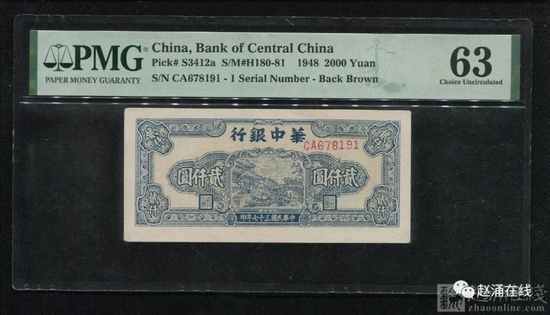 PMG
PAPER MONEY GUARANTY
China, Bank of Central China
Pick# S3412a S/M#H180-81 1948 2000 Yuan
S/N CA678191 - 1 Serial Number - Back Brown
63
Choice Uncirculated
行銀中華
CA678191
圓仟貳
圓仟貳
印年七十三國民華中
赵涌在线
zhaoonline.com